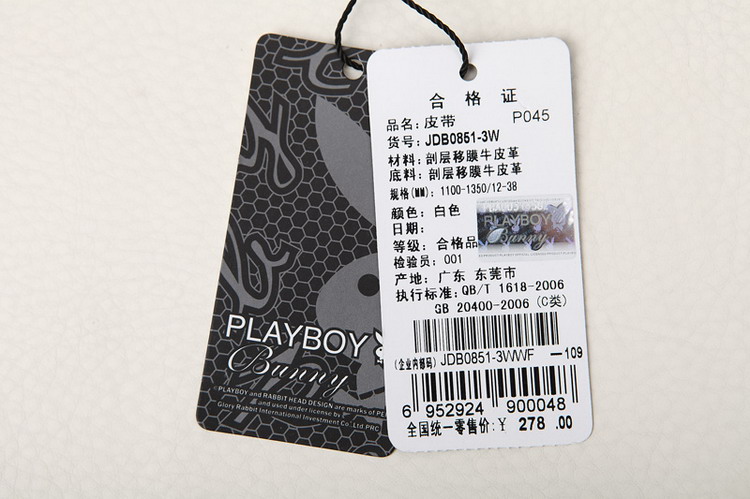 PLAYBOY
Bunny
PLAYBOY and RABBIT HEAD DESIGN are marks of
and used under license by
Glory Rabbit International Investment Co. Ltd PRC
合格证
P045
品名: 皮带
货号: JDB0851-3W
材料: 剖层移膜牛皮革
底料: 剖层移膜牛皮革
规格(MM): 1100-1350/12-38
颜色: 白色
日期:
等级: 合格品
检验员: 001
产地: 广东 东莞市
执行标准: QB/T 1618-2006
GB 20400-2006 (C类)
PLAYBOY
Bunny
(企业内部码) JDB0851-3WWF —109
6 952924 900048
全国统一零售价: ¥ 278 .00